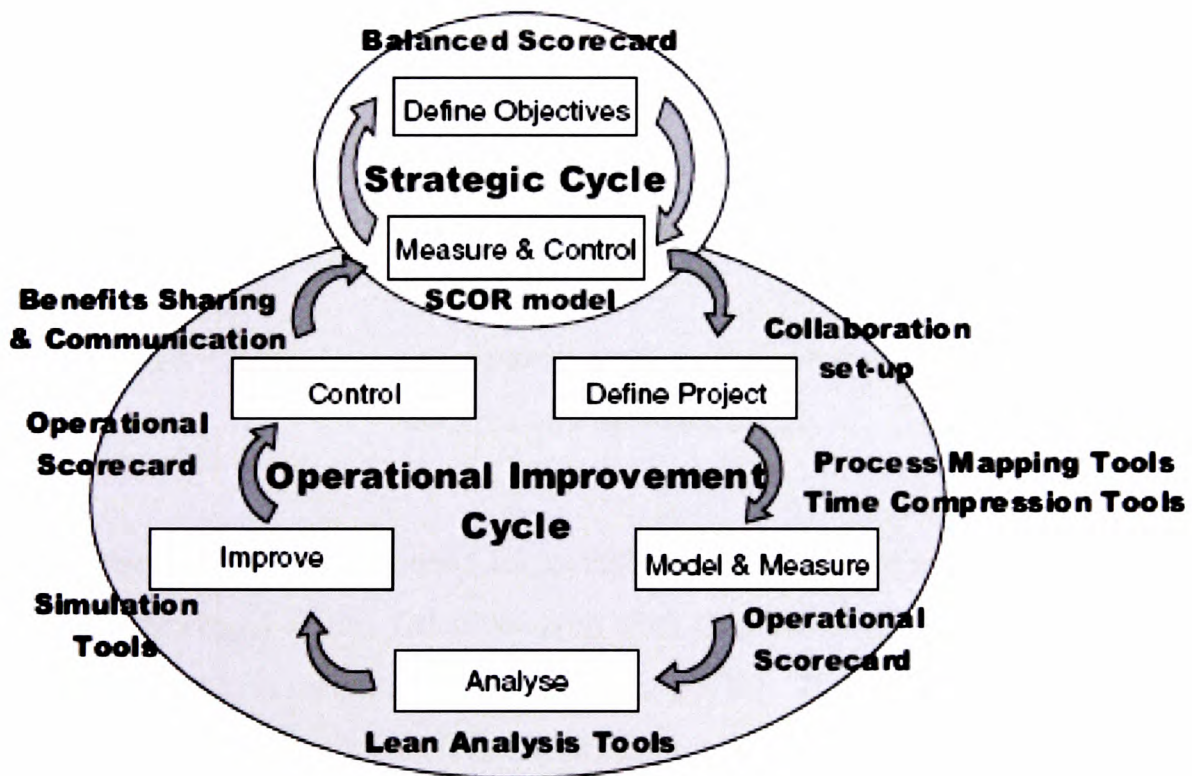 Balanced Scorecard
Define Objectives
Strategic Cycle
Measure & Control
SCOR model
Benefits Sharing
& Communication
Collaboration
set-up
Control
Define Project
Operational
Scorecard
Operational Improvement
Cycle
Process Mapping Tools
Time Compression Tools
Improve
Model & Measure
Simulation
Tools
Operational
Scorecard
Analyse
Lean Analysis Tools